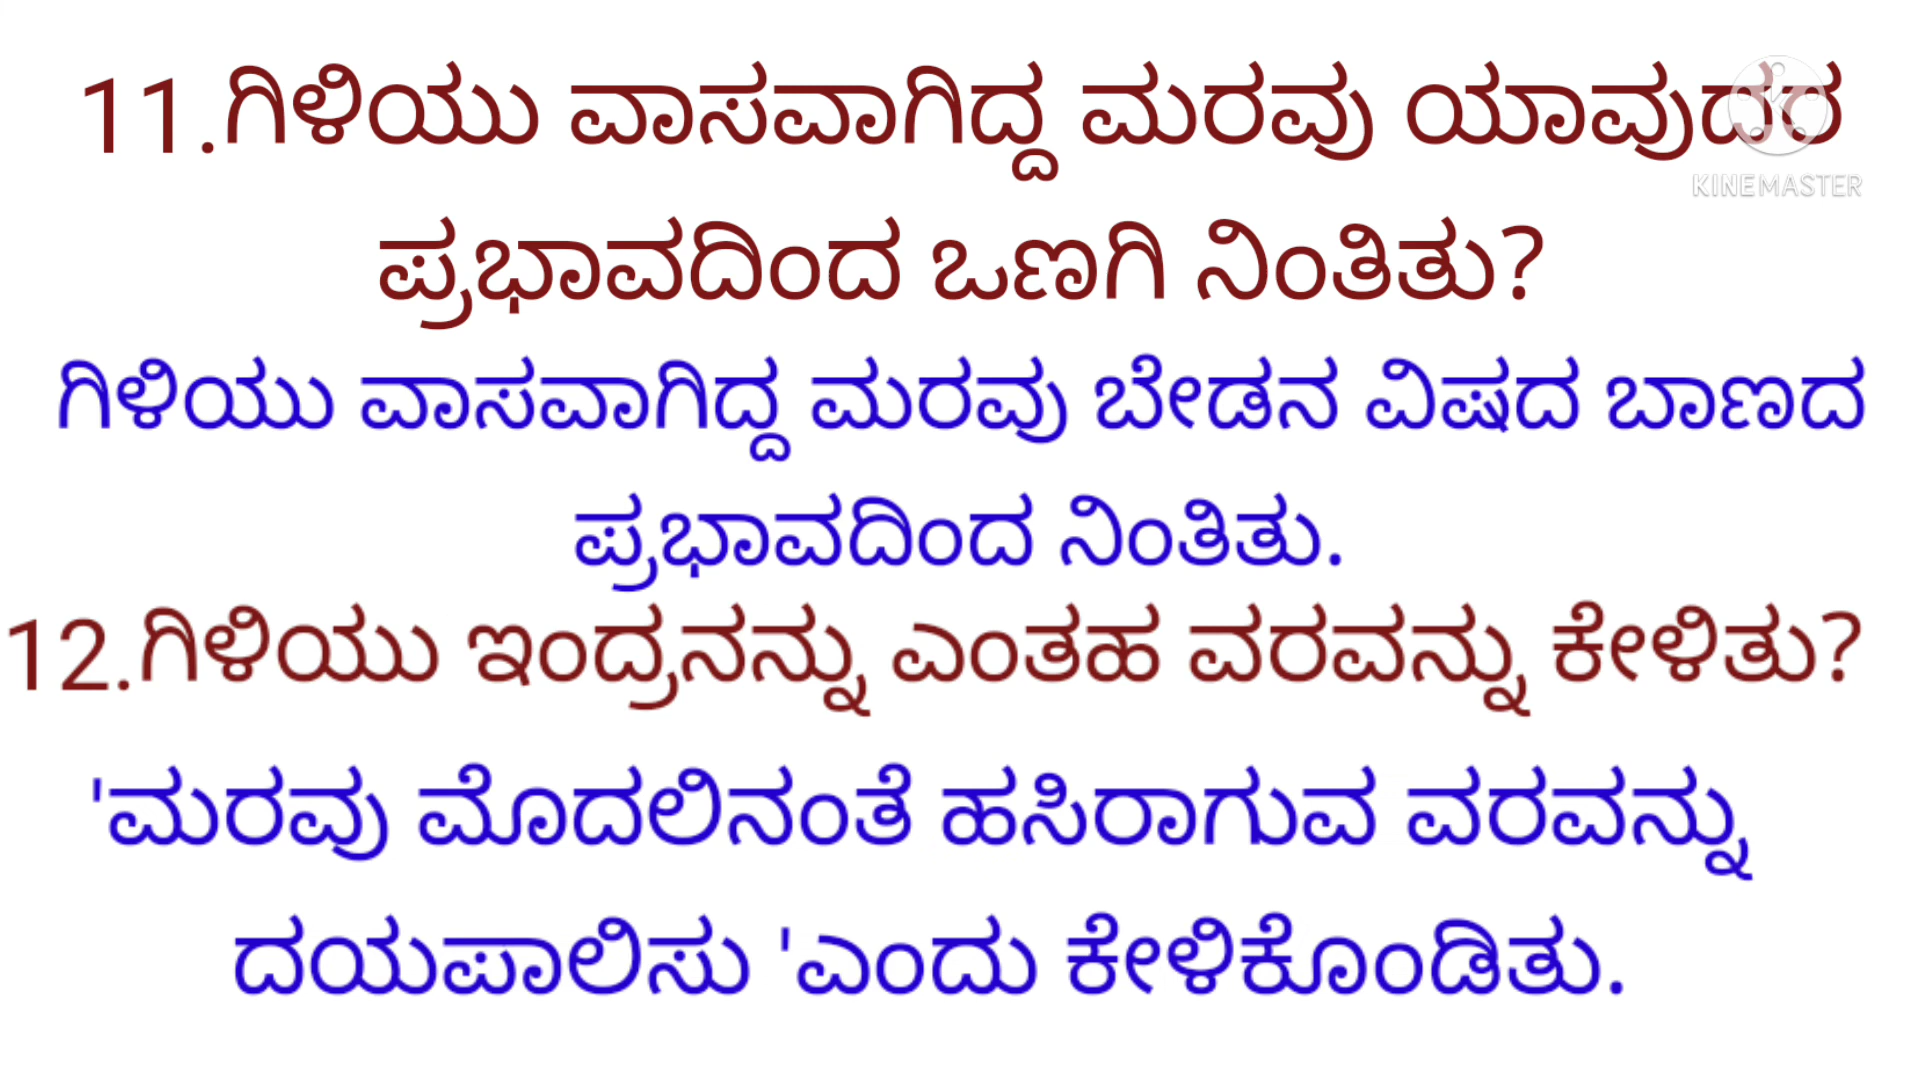 11.ಗಿಳಿಯು ವಾಸವಾಗಿದ್ದ ಮರವು ಯಾವುದರ
KINEMASTER
ಪ್ರಭಾವದಿಂದ ಒಣಗಿ ನಿಂತಿತು?
ಗಿಳಿಯು ವಾಸವಾಗಿದ್ದ ಮರವು ಬೇಡನ ವಿಷದ ಬಾಣದ
ಪ್ರಭಾವದಿಂದ ನಿಂತಿತು.
12.ಗಿಳಿಯು ಇಂದ್ರನನ್ನು ಎಂತಹ ವರವನ್ನು ಕೇಳಿತು?
'ಮರವು ಮೊದಲಿನಂತೆ ಹಸಿರಾಗುವ ವರವನ್ನು
ದಯಪಾಲಿಸು 'ಎಂದು ಕೇಳಿಕೊಂಡಿತು.